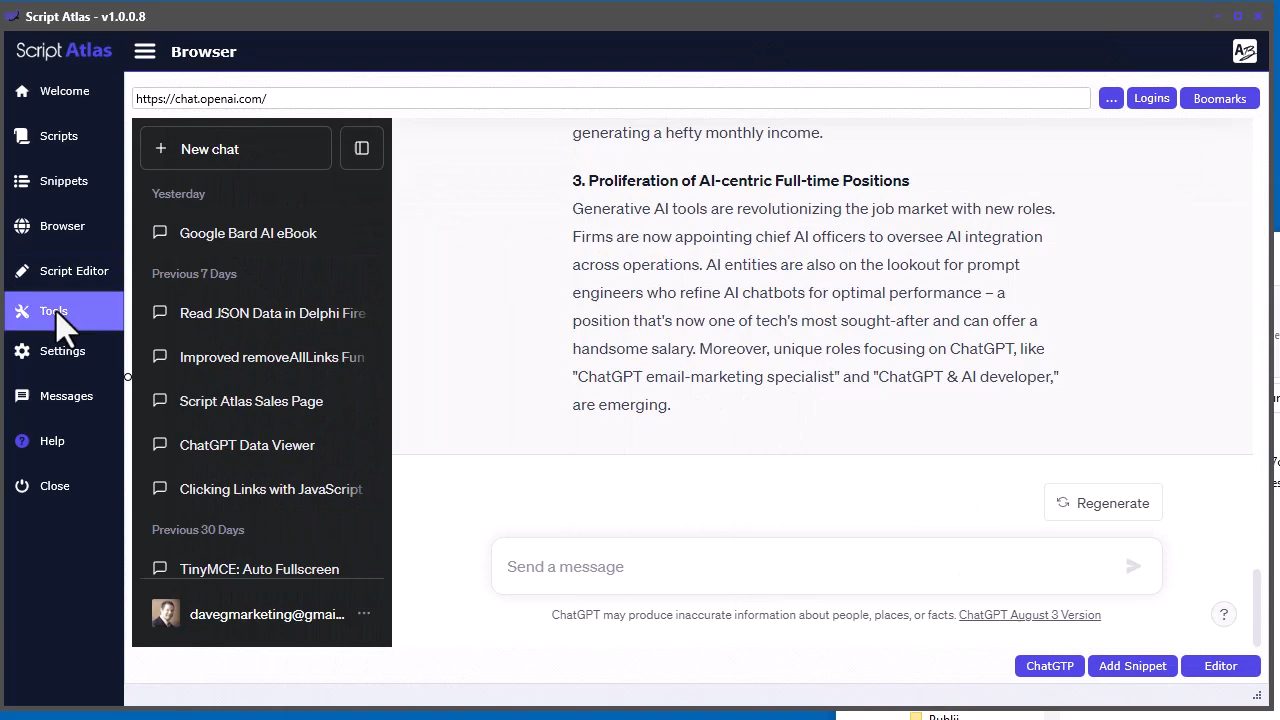 Script Atlas - v1.0.0.8
Script Atlas
Browser
AB
Welcome
Scripts
Snippets
Browser
Script Editor
Tools
Settings
Messages
Help
Close
https://chat.openai.com/
...
Logins
Boomarks
New chat
Yesterday
Google Bard AI eBook
Previous 7 Days
Read JSON Data in Delphi Fire
Improved removeAllLinks Fun
Script Atlas Sales Page
ChatGPT Data Viewer
Clicking Links with JavaScript
Previous 30 Days
TinyMCE: Auto Fullscreen
davegmarketing@gmai...
generating a hefty monthly income.
3. Proliferation of AI-centric Full-time Positions
Generative AI tools are revolutionizing the job market with new roles.
Firms are now appointing chief AI officers to oversee AI integration
across operations. AI entities are also on the lookout for prompt
engineers who refine AI chatbots for optimal performance – a
position that's now one of tech's most sought-after and can offer a
handsome salary. Moreover, unique roles focusing on ChatGPT, like
"ChatGPT email-marketing specialist" and "ChatGPT & AI developer,"
are emerging.
Regenerate
Send a message
ChatGPT may produce inaccurate information about people, places, or facts. ChatGPT August 3 Version
?
ChatGTP
Add Snippet
Editor